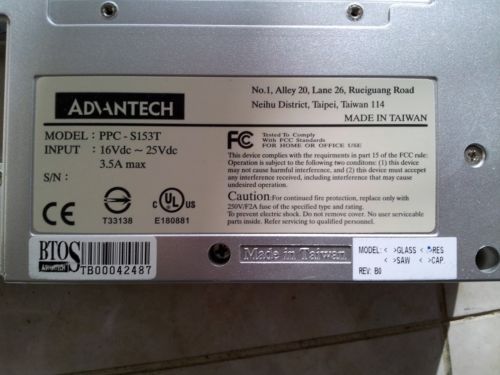 ADVANTECH
No.1, Alley 20, Lane 26, Rueiguang Road
Neihu District, Taipei, Taiwan 114
MADE IN TAIWAN
MODEL : PPC - S153T
INPUT : 16Vdc ~ 25Vdc
3.5A max
S/N :
FC Tested To Comply
With FCC Standards
FOR HOME OR OFFICE USE
This device complies with the requirments in part 15 of the FCC rule:
Operation is subject to the following two conditons: (1) this device
may not cause harmful interference, and (2) this device must accept
any interference received, including interference that may cause
undesired operation.
Caution:For continued fire protection, replace only with
250V/F2A fuse of the specified type and rating.
To prevent electric shock. Do not remove cover. No user serviceable
parts inside. Refer servicing to qualified personnel.
CE
T33138
C UL US
E180881
BTOS
ADVANTECH
TB00042487
Made in Taiwan
MODEL: < >GLASS < >RES
< >SAW < >CAP.
REV: B0